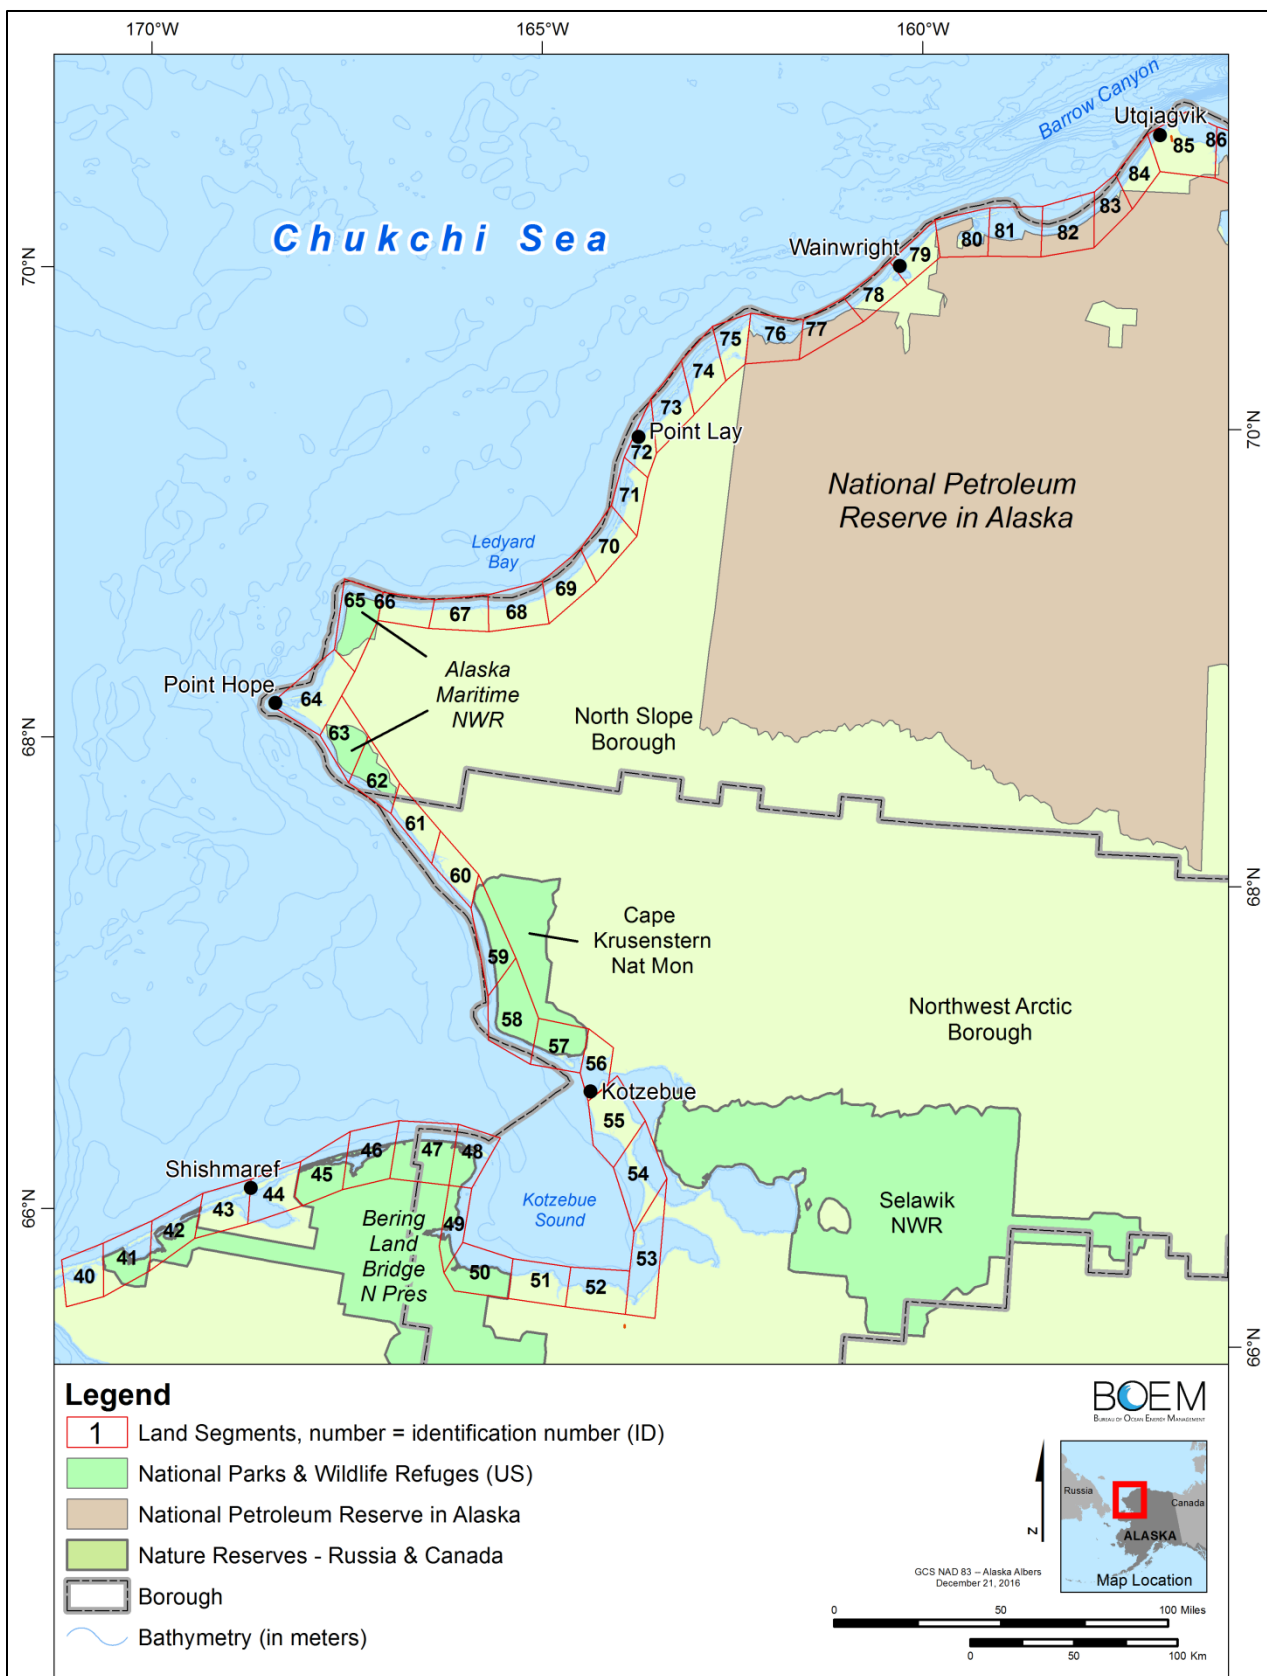 170°W
165°W
160°W
Barrow Canyon
Utqiaġvik
86
85
84
Chukchi Sea
83
82
81
80
Wainwright
79
70°N
78
77
76
75
74
73
Point Lay
70°N
72
71
National Petroleum
Reserve in Alaska
Ledyard
Bay
70
69
68
67
66
65
Alaska
Maritime
NWR
Point Hope
64
North Slope
Borough
63
68°N
62
61
60
68°N
Cape
Krusenstern
Nat Mon
59
58
57
Northwest Arctic
Borough
56
Kotzebue
55
54
Shishmaref
48
47
46
45
44
43
42
41
40
66°N
Kotzebue
Sound
Selawik
NWR
Bering
Land
Bridge
N Pres
49
50
51
52
53
66°N
Legend
1
Land Segments, number = identification number (ID)
National Parks & Wildlife Refuges (US)
National Petroleum Reserve in Alaska
Nature Reserves - Russia & Canada
Borough
Bathymetry (in meters)
BOEM
Bureau of Ocean Energy Management
N
Russia
Canada
ALASKA
Map Location
GCS NAD 83 – Alaska Albers
December 21, 2016
0 50 100 Miles
0 50 100 Km